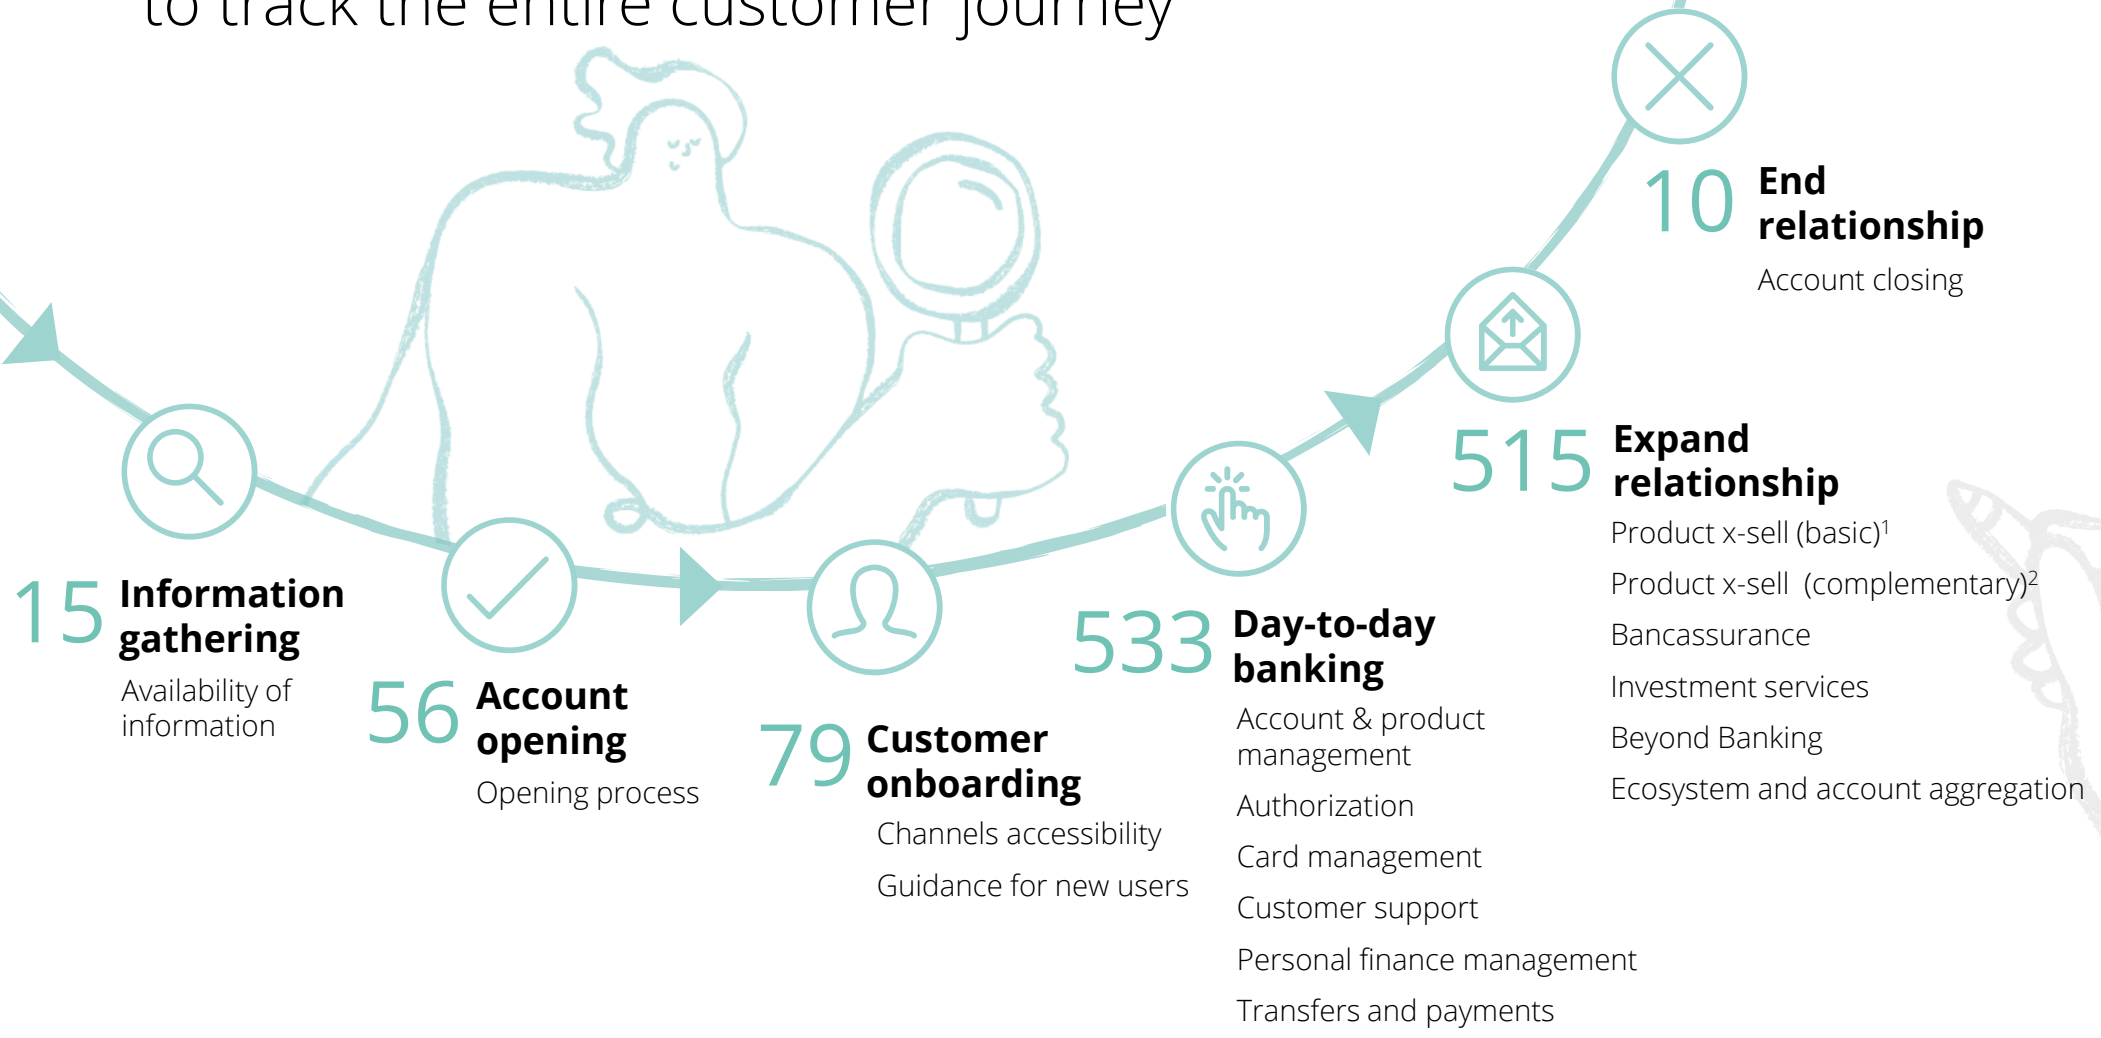 to track the entire customer journey
15
Information
gathering
Availability of
information
56
Account
opening
Opening process
79
Customer
onboarding
Channels accessibility
Guidance for new users
533
Day-to-day
banking
Account & product
management
Authorization
Card management
Customer support
Personal finance management
Transfers and payments
515
Expand
relationship
Product x-sell (basic)¹
Product x-sell (complementary)²
Bancassurance
Investment services
Beyond Banking
Ecosystem and account aggregation
10
End
relationship
Account closing